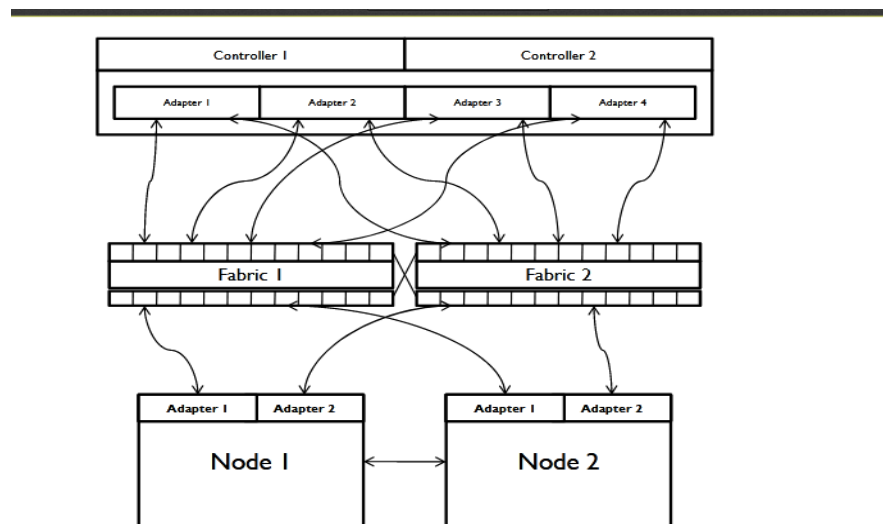 Controller 1
Controller 2
Adapter 1
Adapter 2
Adapter 3
Adapter 4
Fabric 1
Fabric 2
Adapter 1
Adapter 2
Adapter 1
Adapter 2
Node 1
Node 2